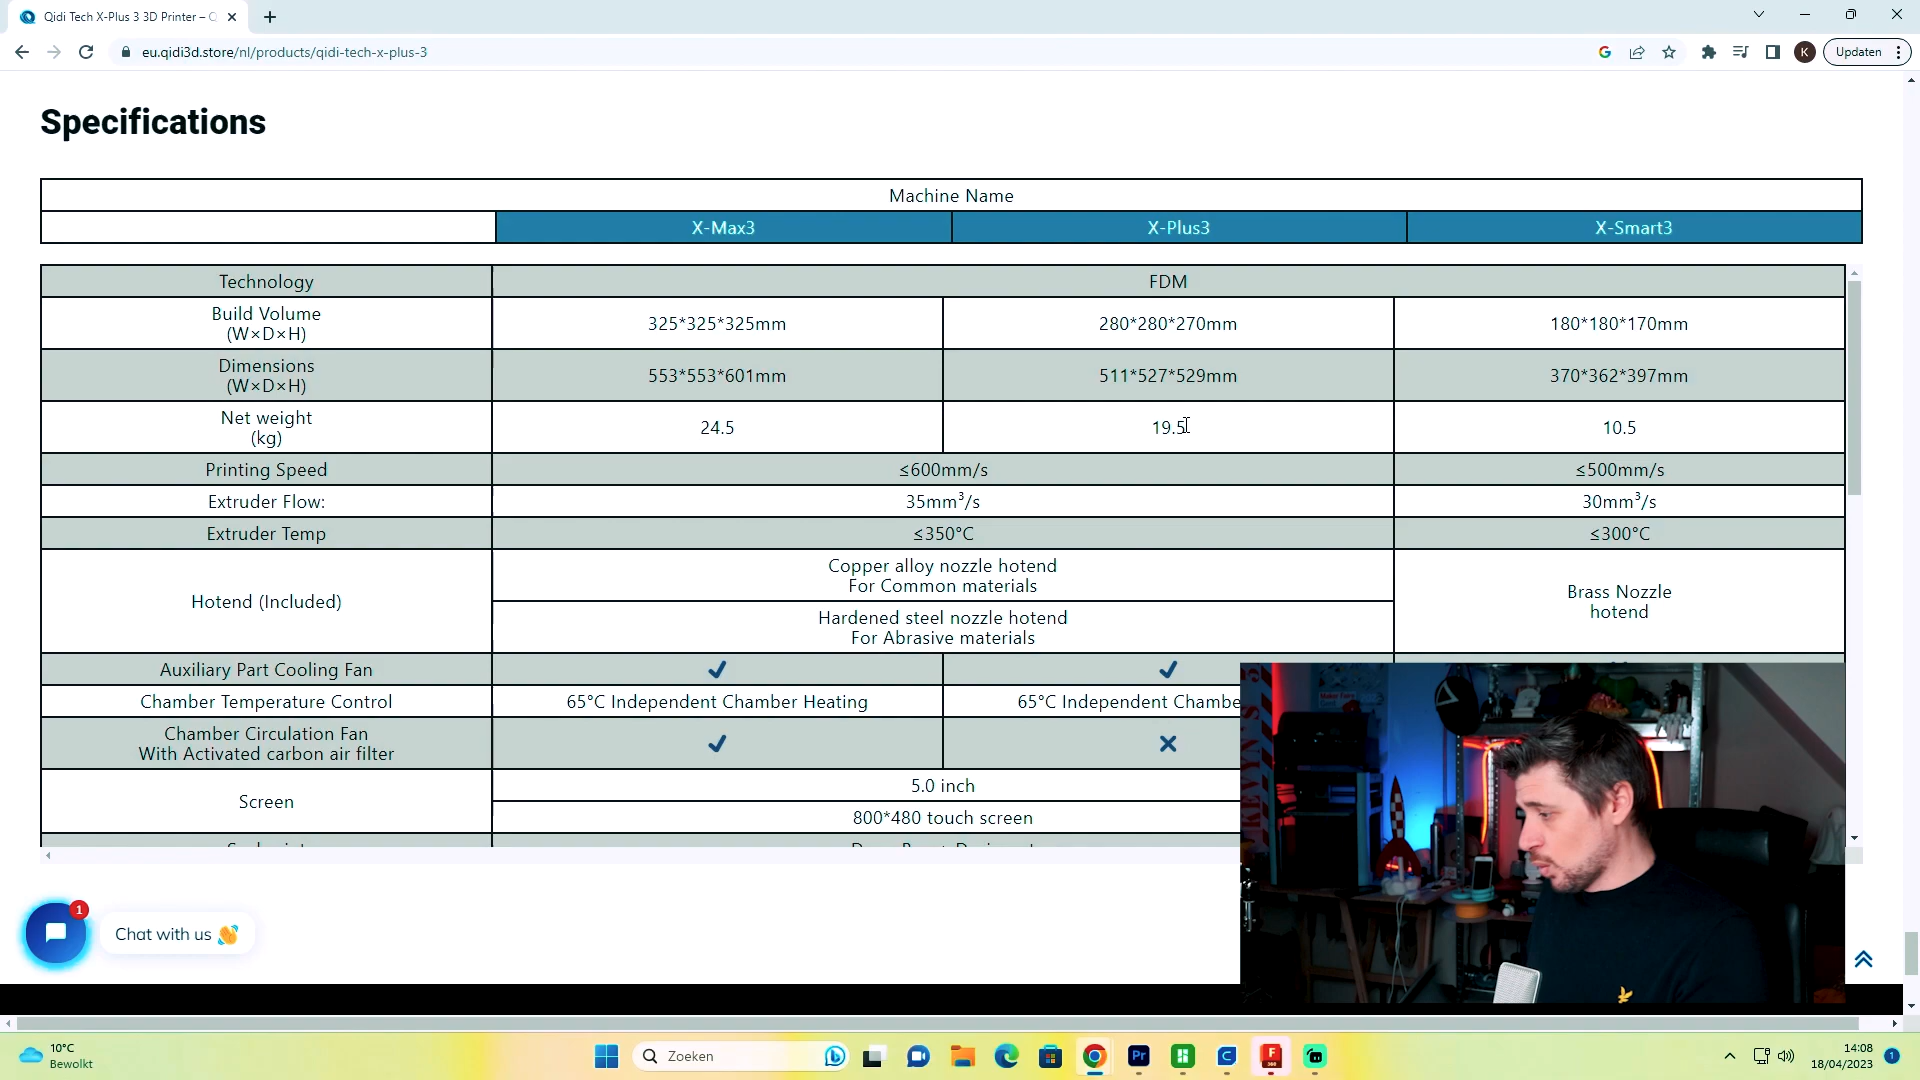 Qidi Tech X-Plus 3 3D Printer –
eu.qidi3d.store/nl/products/qidi-tech-x-plus-3
K
Updaten
Specifications
Machine Name
X-Max3
X-Plus3
X-Smart3
Technology
FDM
Build Volume
(W×D×H)
325*325*325mm
280*280*270mm
180*180*170mm
Dimensions
(W×D×H)
553*553*601mm
511*527*529mm
370*362*397mm
Net weight
(kg)
24.5
19.5
10.5
Printing Speed
≤600mm/s
≤500mm/s
Extruder Flow:
35mm³/s
30mm³/s
Extruder Temp
≤350°C
≤300°C
Hotend (Included)
Copper alloy nozzle hotend
For Common materials
Hardened steel nozzle hotend
For Abrasive materials
Brass Nozzle
hotend
Auxiliary Part Cooling Fan
Chamber Temperature Control
65°C Independent Chamber Heating
65°C Independent Chambe
Chamber Circulation Fan
With Activated carbon air filter
Screen
5.0 inch
800*480 touch screen
1
Chat with us
10°C
Bewolkt
Zoeken
Pr
14:08
18/04/2023
1